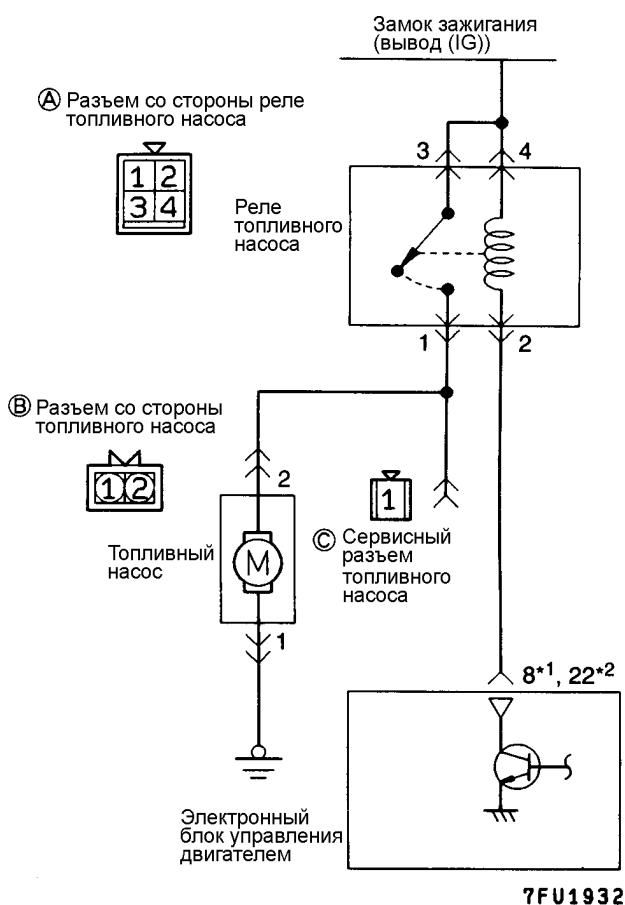 Замок зажигания
(вывод (IG))
Ⓐ Разъем со стороны реле
топливного насоса
1 2
3 4
3 4
Реле
топливного
насоса
1 2
Ⓑ Разъем со стороны
топливного насоса
1 2
2
1
Ⓒ Сервисный
разъем
топливного
насоса
Топливный
насос
M
1
8*1, 22*2
Электронный
блок управления
двигателем
7FU1932